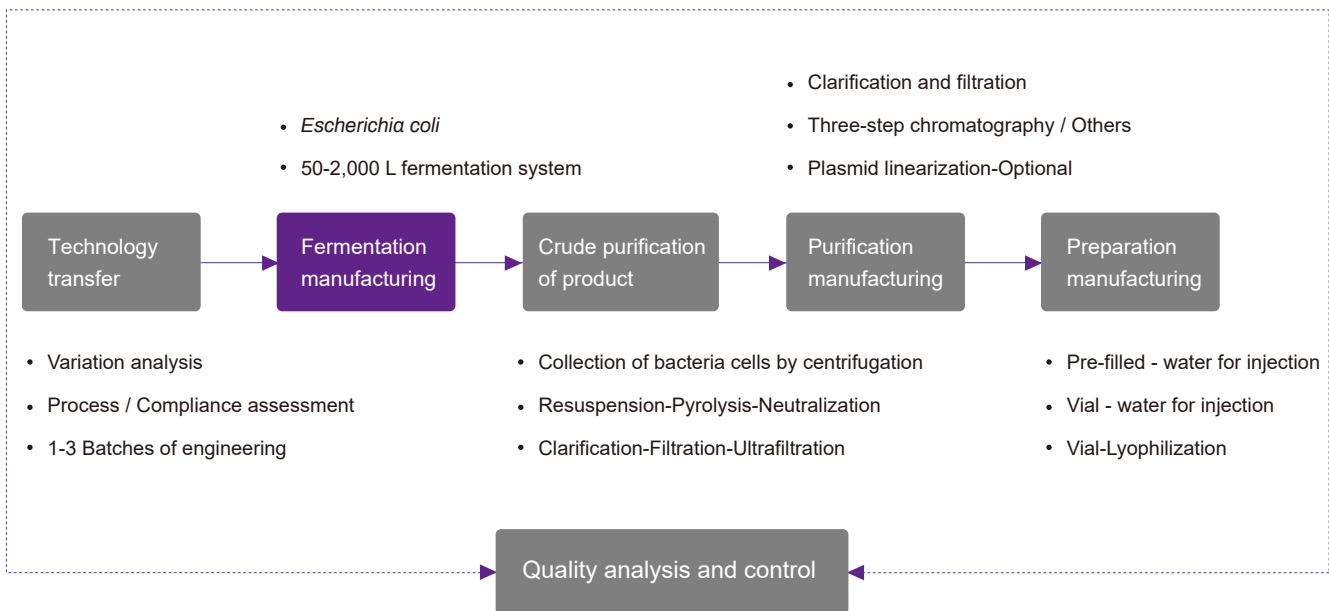 • Clarification and filtration
• Three-step chromatography / Others
• Plasmid linearization-Optional
• Escherichia coli
• 50-2,000 L fermentation system
Technology
transfer
Fermentation
manufacturing
Crude purification
of product
Purification
manufacturing
Preparation
manufacturing
• Variation analysis
• Process / Compliance assessment
• 1-3 Batches of engineering
• Collection of bacteria cells by centrifugation
• Resuspension-Pyrolysis-Neutralization
• Clarification-Filtration-Ultrafiltration
• Pre-filled - water for injection
• Vial - water for injection
• Vial-Lyophilization
Quality analysis and control